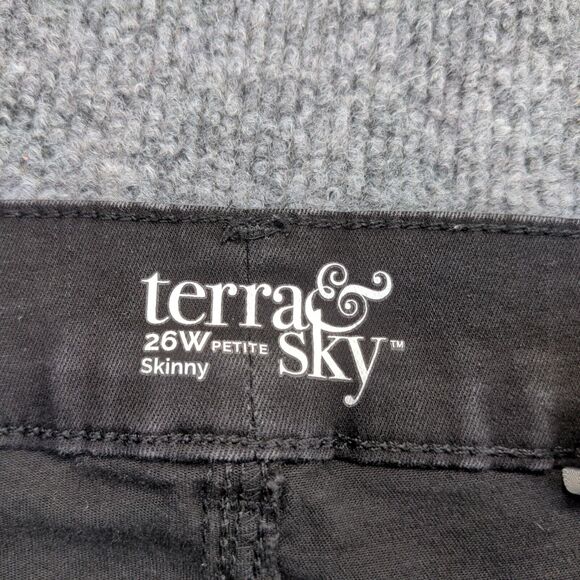 terra &
sky™
26W PETITE
Skinny